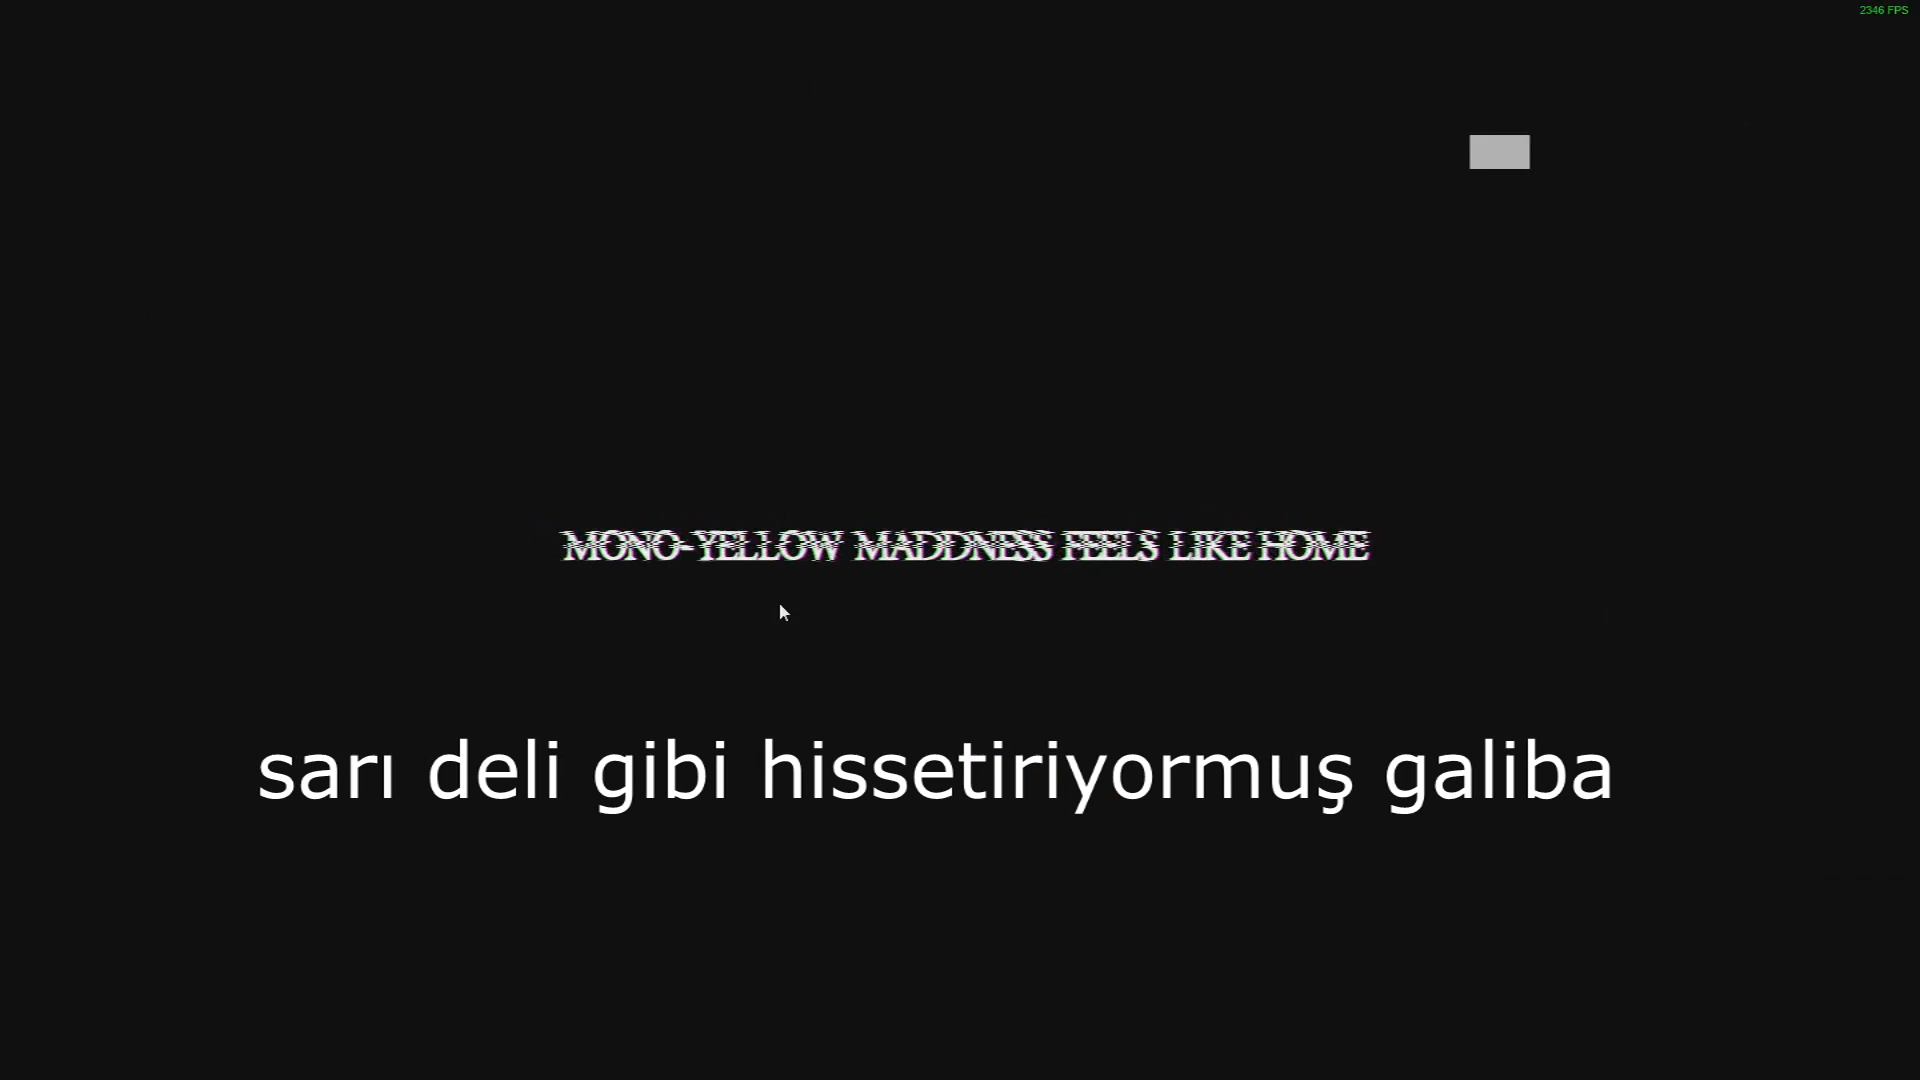 2346 FPS
MONO-YELLOW MADDNESS FEELS LIKE HOME
sarı deli gibi hissetiriyormuş galiba